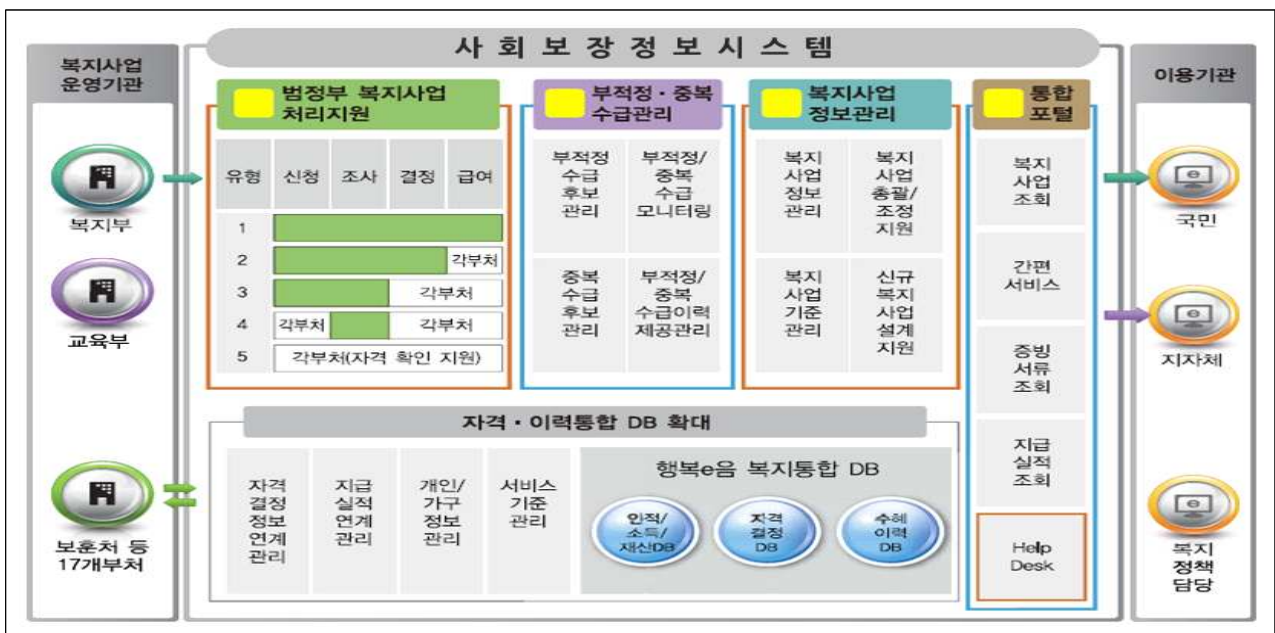 사회보장정보시스템
복지사업
운영기관
복지부
교육부
보훈처 등
17개부처
범정부 복지사업
처리지원
유형 신청 조사 결정 급여
1
2 각부처
3 각부처
4 각부처 각부처
5 각부처(자격 확인 지원)
부적정·중복
수급관리
부적정
수급
후보
관리
부적정/
중복
수급
모니터링
중복
수급
후보
관리
부적정/
중복
수급이력
제공관리
복지사업
정보관리
복지
사업
정보
관리
복지
사업
총괄/
조정
지원
복지
사업
기준
관리
신규
복지
사업
설계
지원
통합
포털
복지
사업
조회
간편
서비스
증빙
서류
조회
지급
실적
조회
Help
Desk
자격·이력통합 DB 확대
자격
결정
정보
연계
관리
지급
실적
연계
관리
개인/
가구
정보
관리
서비스
기준
관리
행복e음 복지통합 DB
인적/
소득/
재산DB
자격
결정
DB
수혜
이력
DB
이용기관
국민
지자체
복지
정책
담당